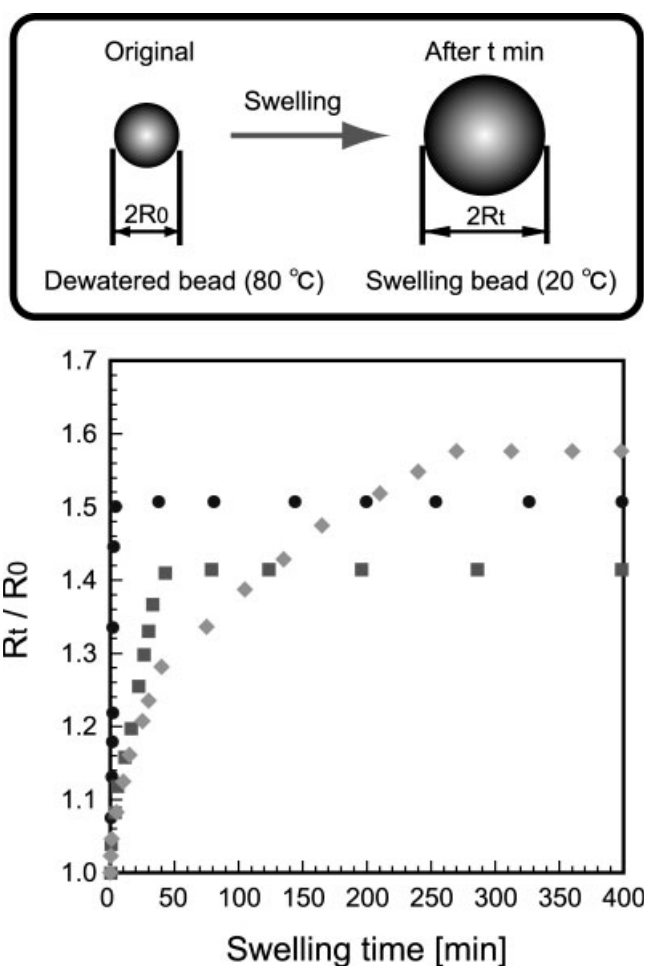 Original
After t min
Swelling
2R0
2Rt
Dewatered bead (80 °C)
Swelling bead (20 °C)
1.7
1.6
1.5
1.4
1.3
1.2
1.1
1.0
Rt / R0
0 50 100 150 200 250 300 350 400
Swelling time [min]